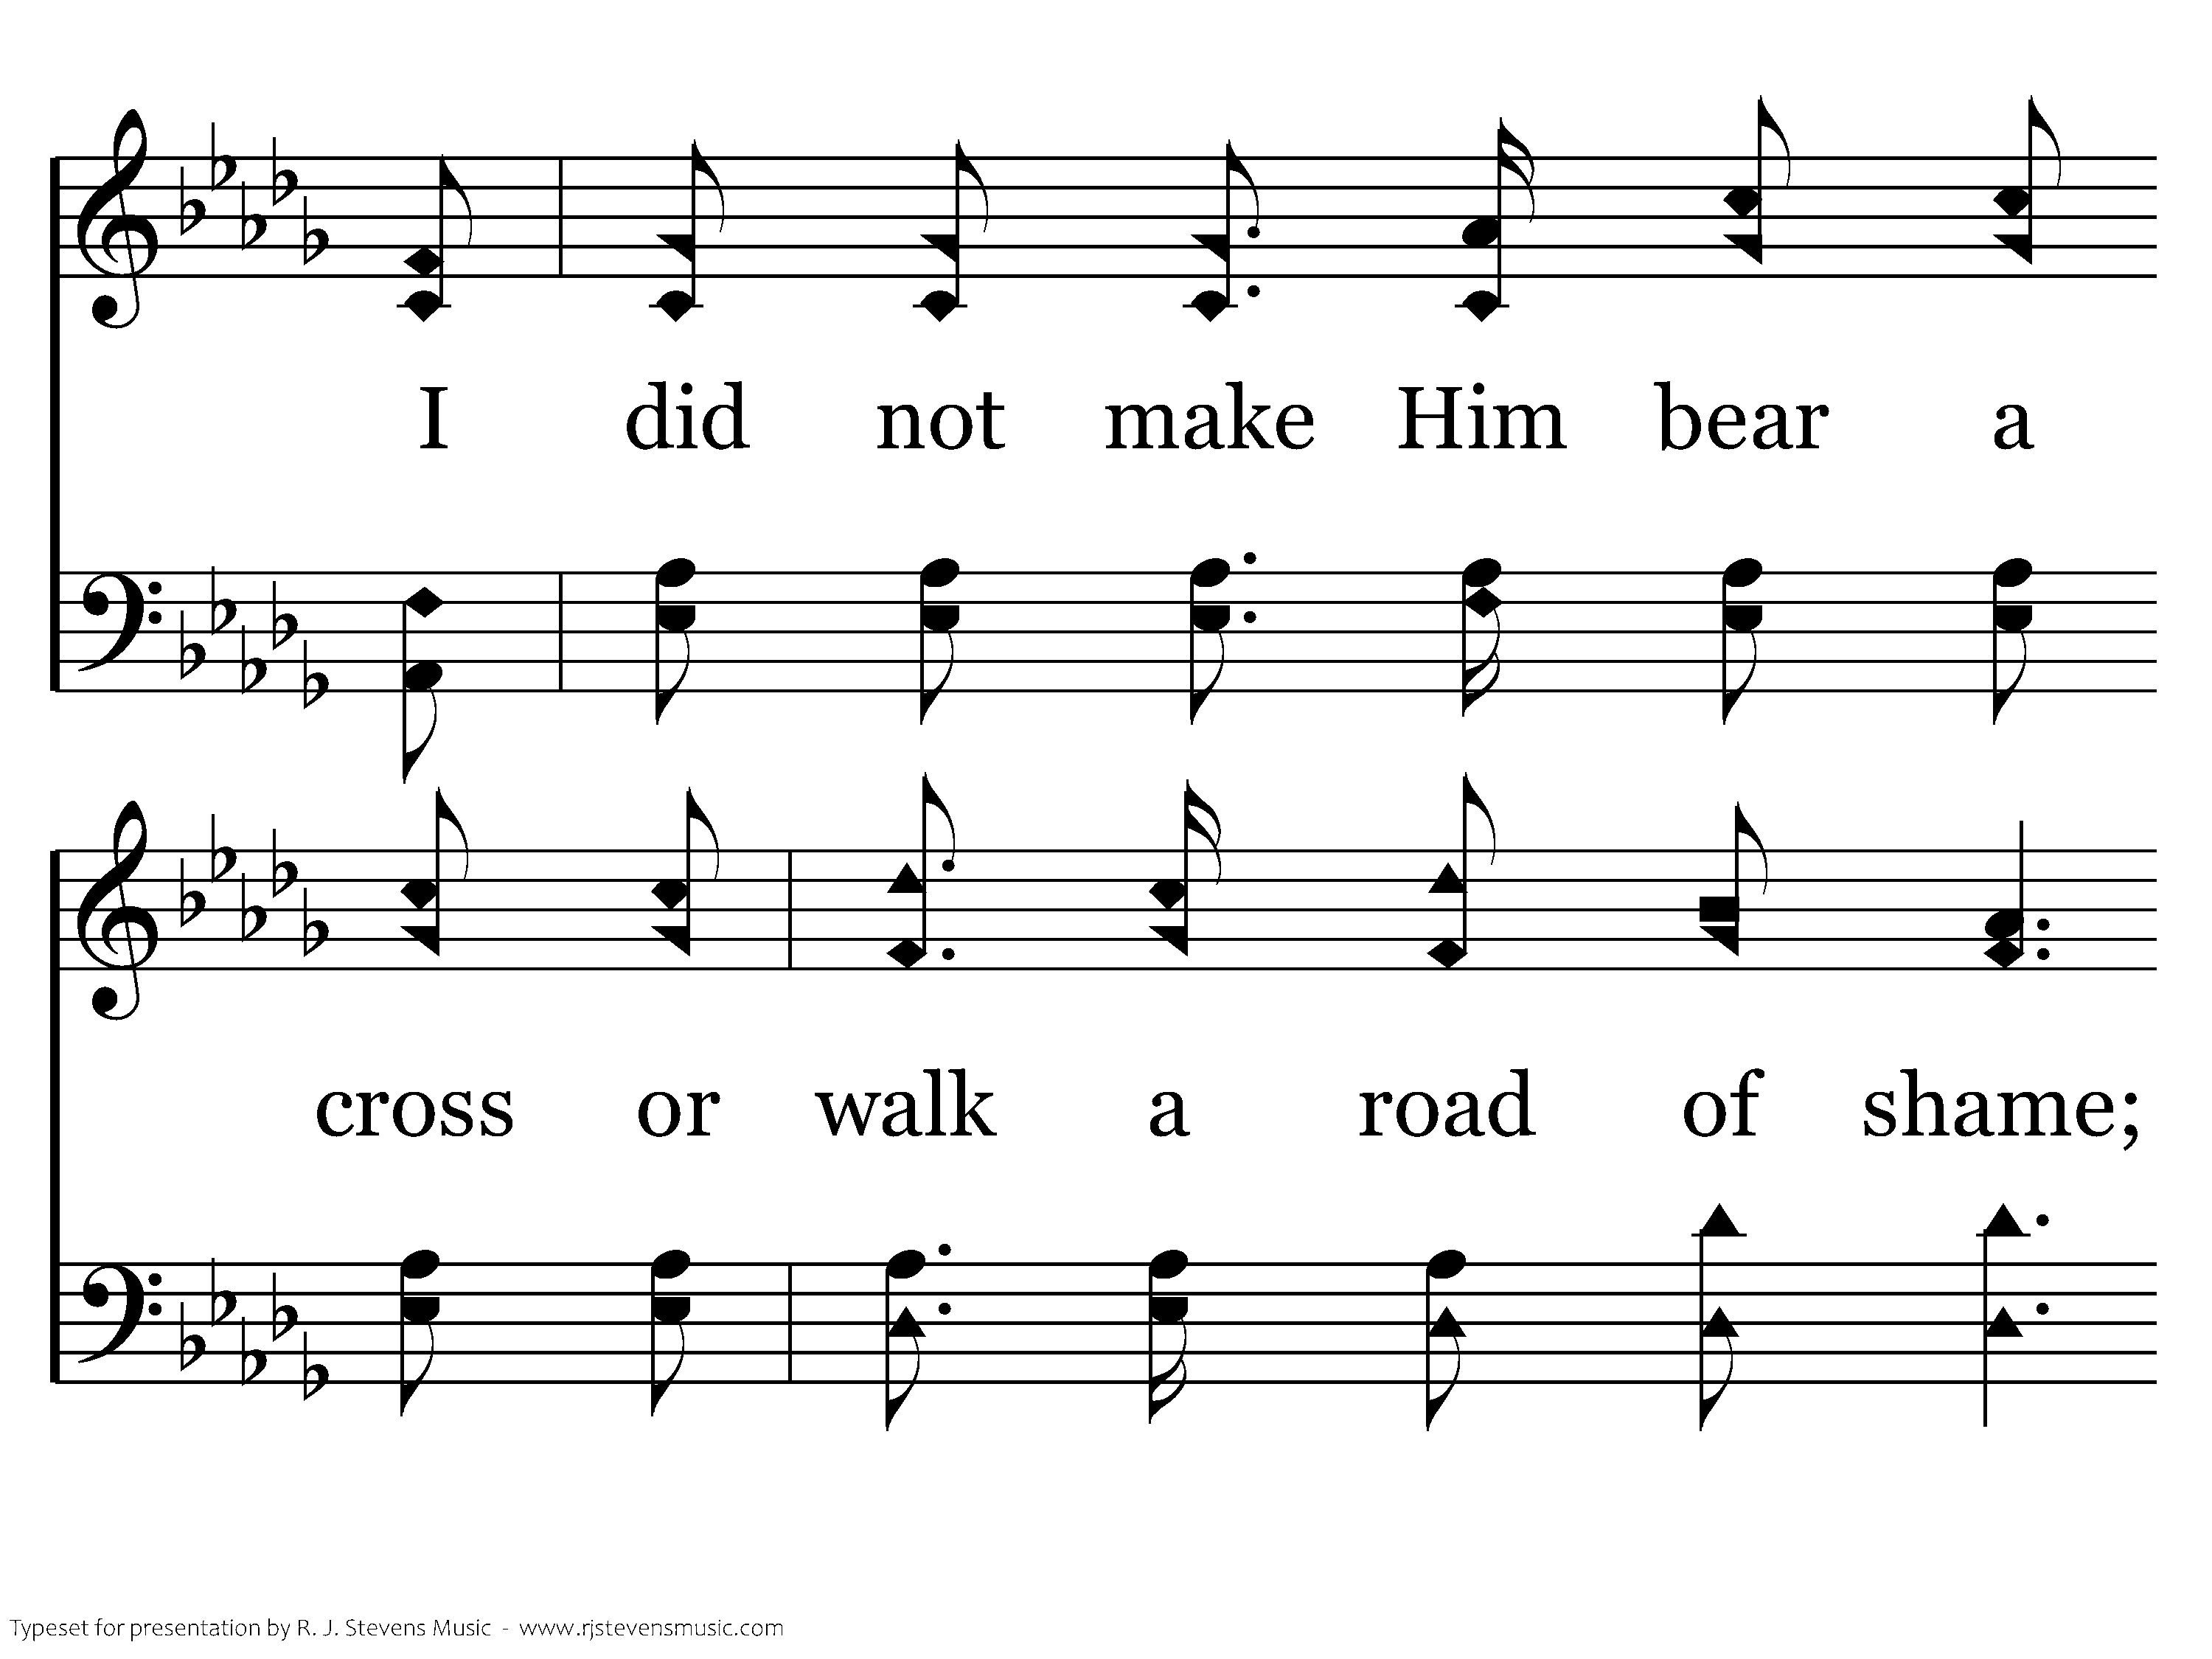 I did not make Him bear a
cross or walk a road of shame;
Typeset for presentation by R. J. Stevens Music - www.rjstevensmusic.com